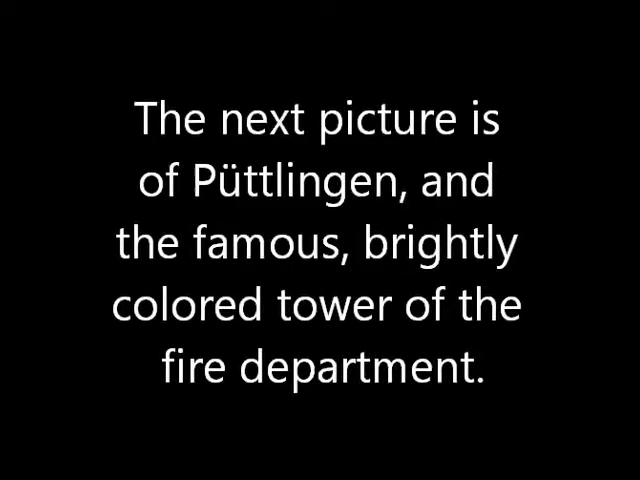 The next picture is
of Püttlingen, and
the famous, brightly
colored tower of the
fire department.